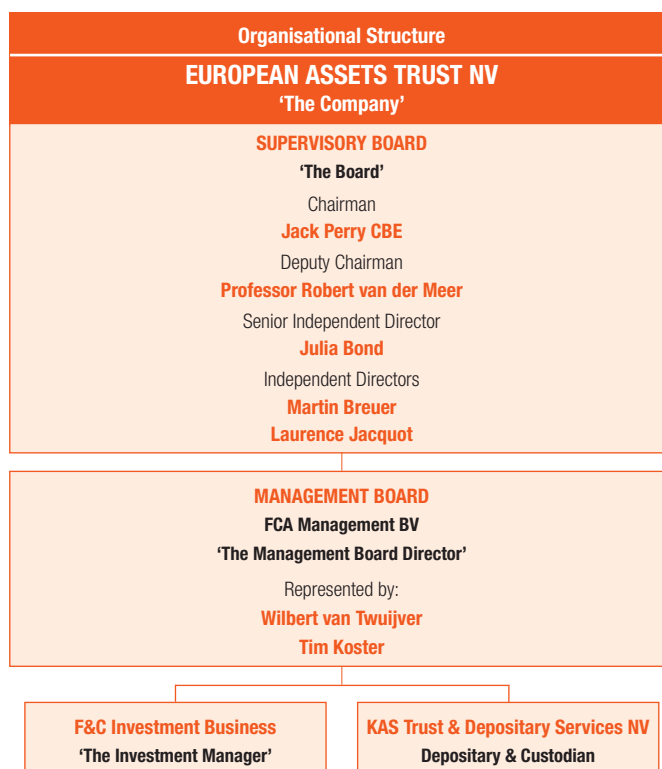 Organisational Structure
EUROPEAN ASSETS TRUST NV
‘The Company’
SUPERVISORY BOARD
‘The Board’
Chairman
Jack Perry CBE
Deputy Chairman
Professor Robert van der Meer
Senior Independent Director
Julia Bond
Independent Directors
Martin Breuer
Laurence Jacquot
MANAGEMENT BOARD
FCA Management BV
‘The Management Board Director’
Represented by:
Wilbert van Twuijver
Tim Koster
F&C Investment Business
‘The Investment Manager’
KAS Trust & Depositary Services NV
Depositary & Custodian